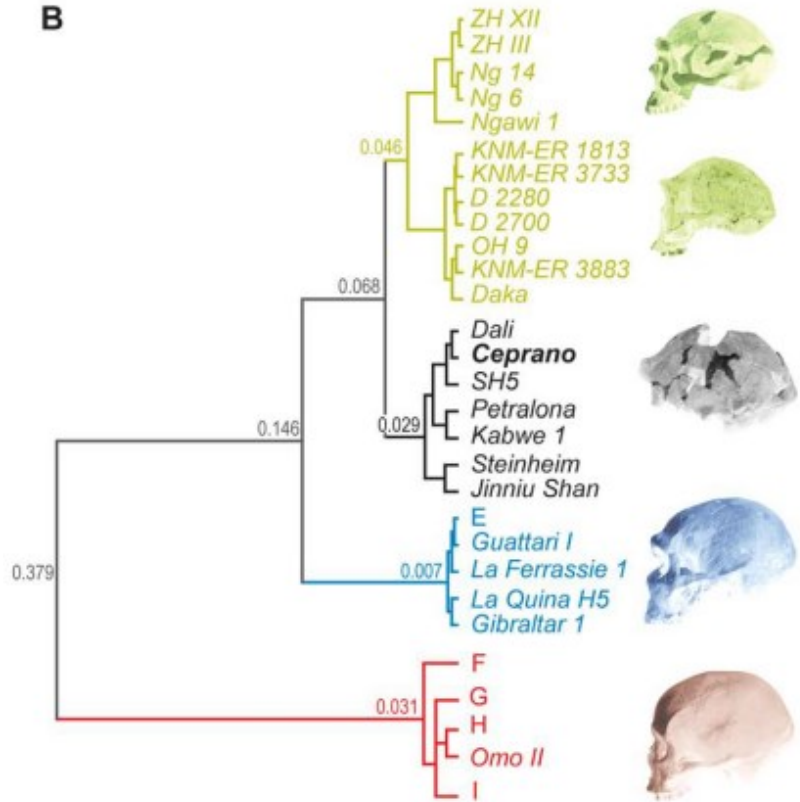 B
ZH XII
ZH III
Ng 14
Ng 6
Ngawi 1
0.046
KNM-ER 1813
KNM-ER 3733
D 2280
D 2700
OH 9
KNM-ER 3883
Daka
0.068
Dali
Ceprano
SH5
Petralona
0.029
Kabwe 1
0.146
Steinheim
Jinniu Shan
E
Guattari I
0.379
0.007
La Ferrassie 1
La Quina H5
Gibraltar 1
F
G
0.031
H
Omo II
I